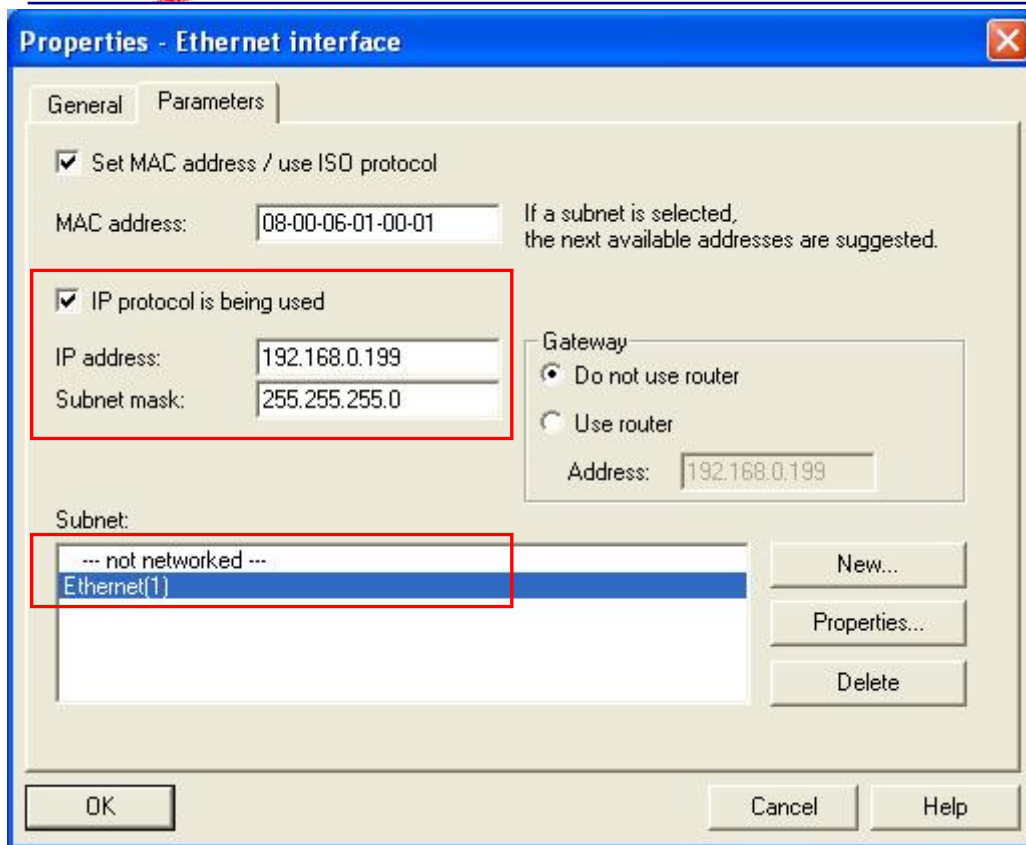 Properties - Ethernet interface
General Parameters
Set MAC address / use ISO protocol
MAC address: 08-00-06-01-00-01
If a subnet is selected,
the next available addresses are suggested.
IP protocol is being used
IP address: 192.168.0.199
Subnet mask: 255.255.255.0
Gateway
Do not use router
Use router
Address: 192.168.0.199
Subnet:
--- not networked ---
Ethernet(1)
New...
Properties...
Delete
OK Cancel Help